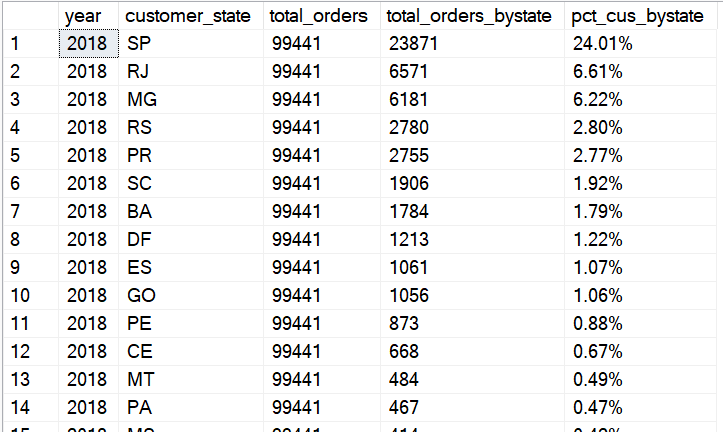 year customer_state total_orders total_orders_bystate pct_cus_bystate
1 2018 SP 99441 23871 24.01%
2 2018 RJ 99441 6571 6.61%
3 2018 MG 99441 6181 6.22%
4 2018 RS 99441 2780 2.80%
5 2018 PR 99441 2755 2.77%
6 2018 SC 99441 1906 1.92%
7 2018 BA 99441 1784 1.79%
8 2018 DF 99441 1213 1.22%
9 2018 ES 99441 1061 1.07%
10 2018 GO 99441 1056 1.06%
11 2018 PE 99441 873 0.88%
12 2018 CE 99441 668 0.67%
13 2018 MT 99441 484 0.49%
14 2018 PA 99441 467 0.47%
2018 99441